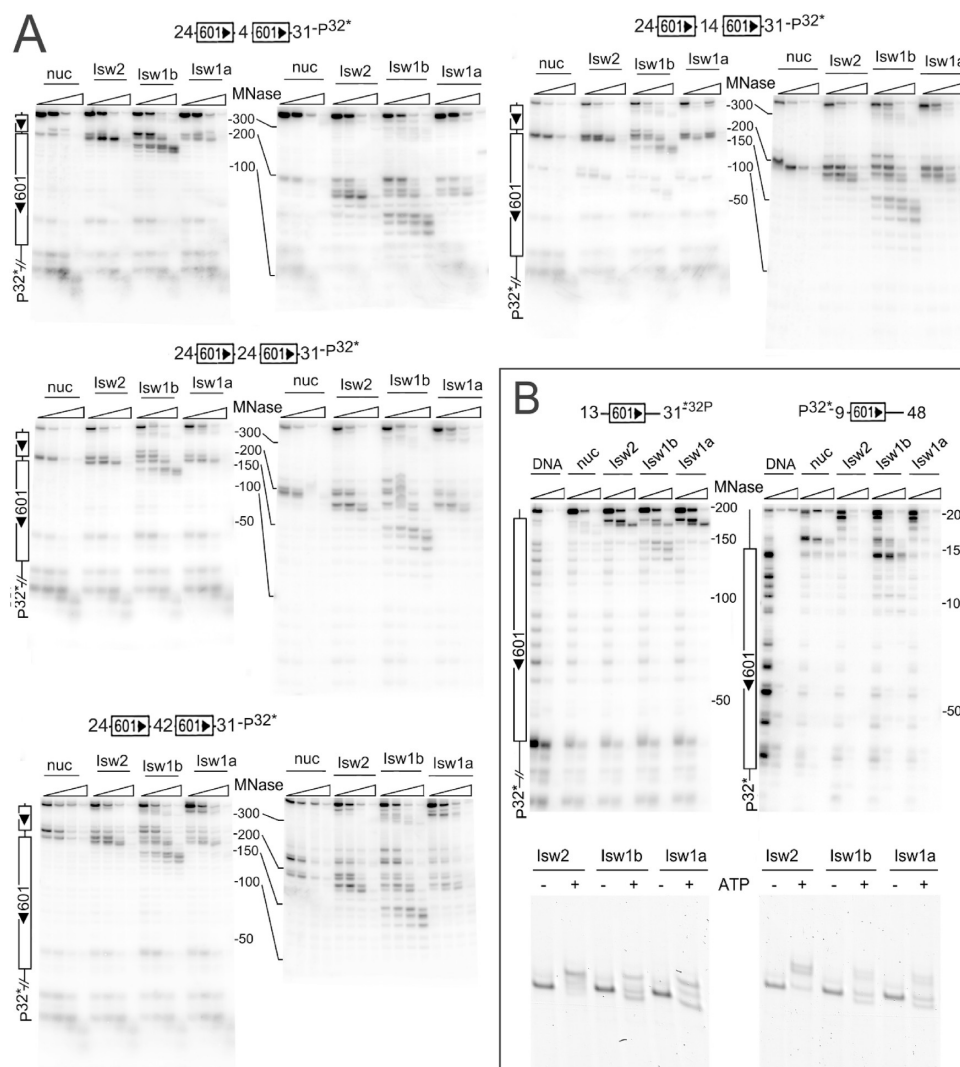 A
24-601▶-4-601▶-31-P32*
nuc Isw2 Isw1b Isw1a
MNase
nuc Isw2 Isw1b Isw1a
-300
-200
-100
601
P32*-//
24-601▶-14-601▶-31-P32*
nuc Isw2 Isw1b Isw1a
MNase
nuc Isw2 Isw1b Isw1a
-300
-200
-150
-100
-50
601
P32*-//
24-601▶-24-601▶-31-P32*
nuc Isw2 Isw1b Isw1a
MNase
nuc Isw2 Isw1b Isw1a
-300
-200
-150
-100
-50
601
P32*-//
24-601▶-42-601▶-31-P32*
nuc Isw2 Isw1b Isw1a
MNase
nuc Isw2 Isw1b Isw1a
-300
-200
-150
-100
-50
601
P32*-//
B
13-601▶-31*32P
DNA nuc Isw2 Isw1b Isw1a
MNase
-200
-150
-100
-50
601
P32*-//
P32*-9-601▶-48
DNA nuc Isw2 Isw1b Isw1a
-20
-15
-10
-50
601
P32*
Isw2 Isw1b Isw1a
- + - + - +
ATP
Isw2 Isw1b Isw1a
- + - + - +